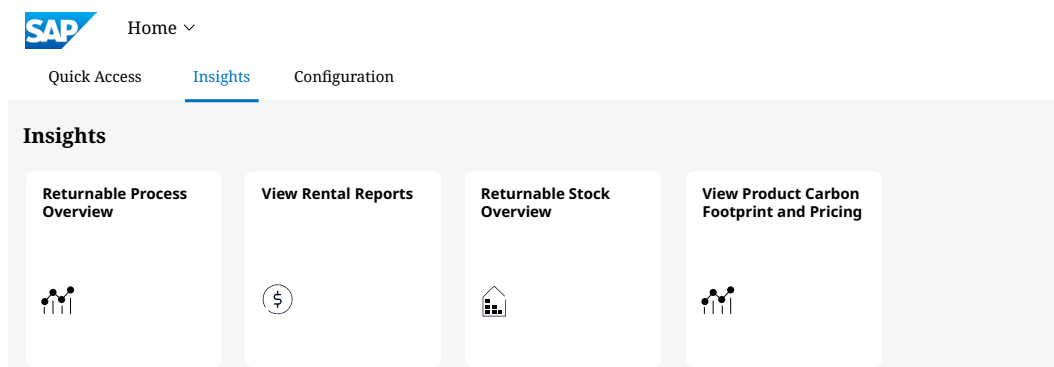 SAP
Home
Quick Access Insights Configuration
Insights
Returnable Process
Overview
View Rental Reports
Returnable Stock
Overview
View Product Carbon
Footprint and Pricing
$